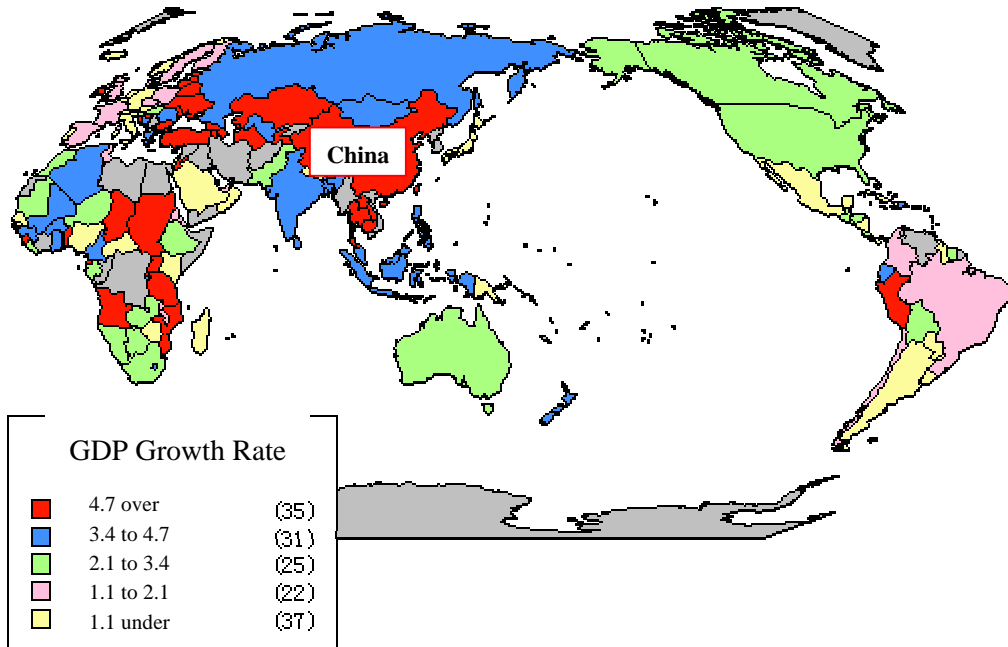 China
GDP Growth Rate
4.7 over (35)
3.4 to 4.7 (31)
2.1 to 3.4 (25)
1.1 to 2.1 (22)
1.1 under (37)